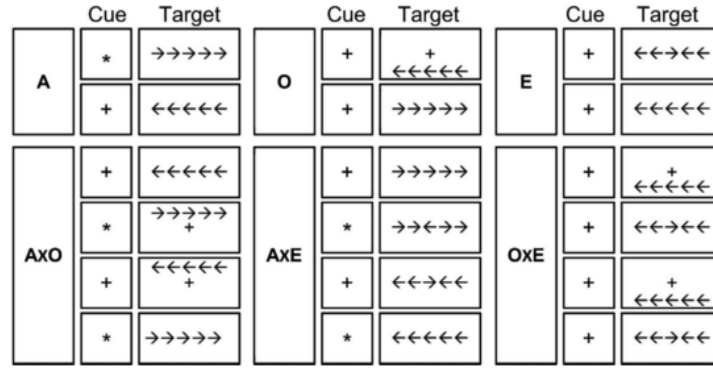 Cue Target
A
* →→→→→
+ ←←←←←
Cue Target
O
+ +
←←←←←
+ →→→→→
Cue Target
E
+ ←←→←←
+ ←←←←←
AxO
+ ←←←←←
* →→→→→
+
+ ←←←←←
+
* →→→→→
AxE
+ →→→→→
* →→←→→
+ ←←→←←
* ←←←←←
OxE
+ +
←←←←←
+ ←←→←←
+ +
←←←←←
+ ←←→←←